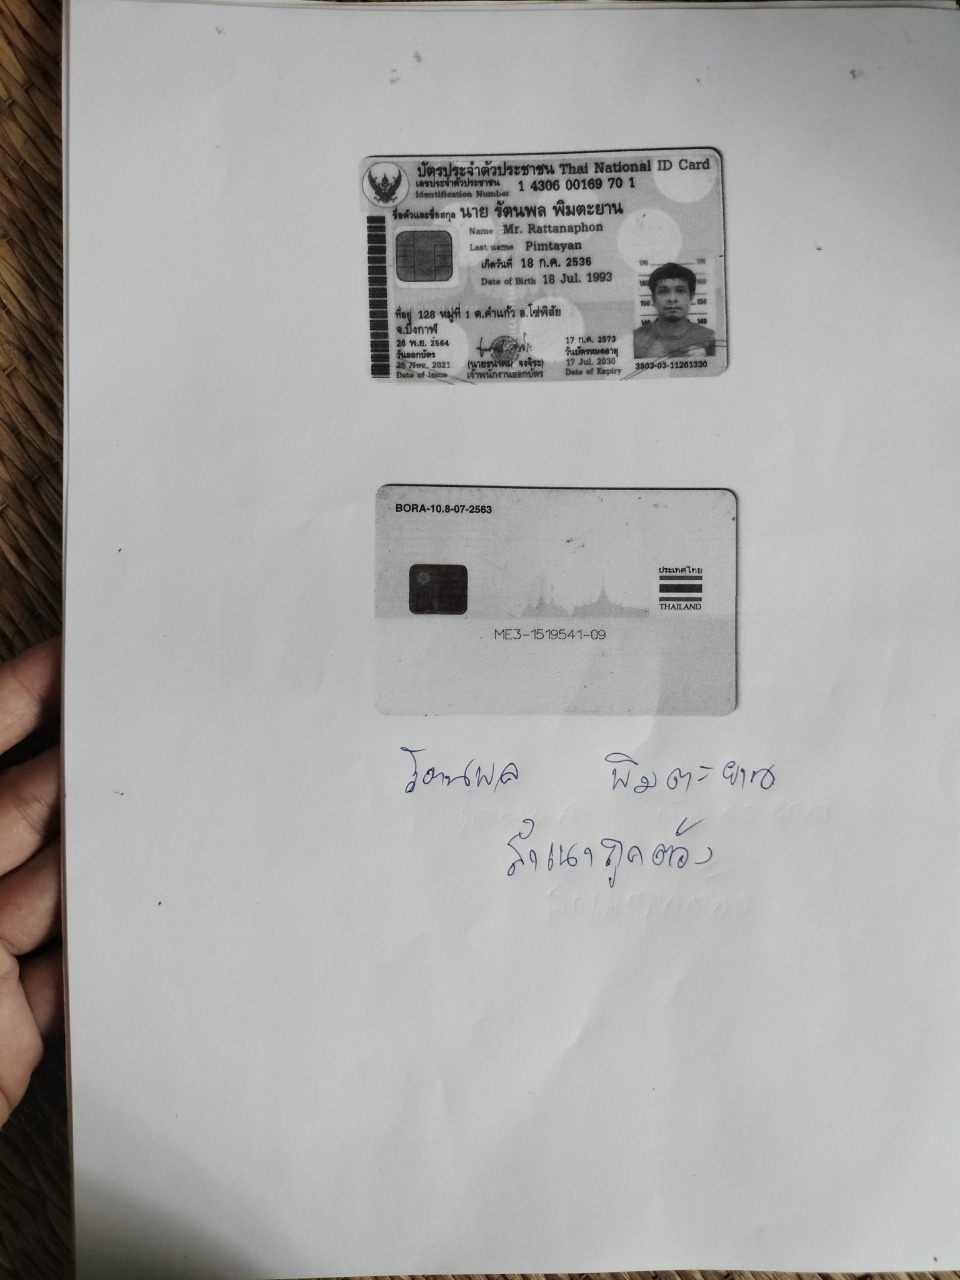 บัตรประจำตัวประชาชน Thai National ID Card
เลขประจำตัวประชาชน 1 4306 00169 70 1
Identification Number
ชื่อตัวและชื่อสกุล นาย รัตนพล พิมตะยาน
Name Mr. Rattanaphon
Last name Pimtayan
เกิดวันที่ 18 ก.ค. 2536
Date of Birth 18 Jul. 1993
ที่อยู่ 128 หมู่ที่ 1 ต.คำแก้ว อ.โซ่พิสัย
จ.บึงกาฬ
26 พ.ย. 2564
วันออกบัตร
26 Nov. 2021
Date of Issue
เจ้าพนักงานออกบัตร
17 ก.ค. 2573
วันบัตรหมดอายุ
17 Jul. 2030
Date of Expiry
3803-03-11261330
BORA-10.8-07-2563
ประเทศไทย
THAILAND
ME3-1519541-09
รัตนพล พิมตะยาน
สำเนาถูกต้อง